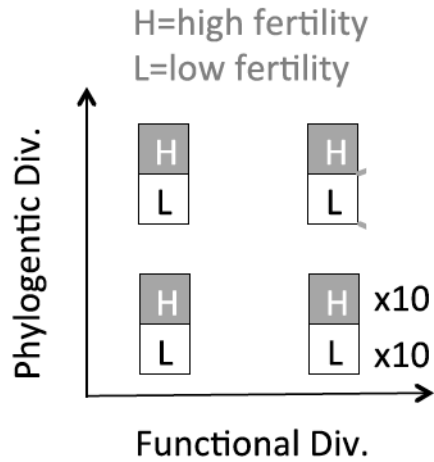 H=high fertility
L=low fertility
Phylogentic Div.
H H
L L
H H x10
L L x10
Functional Div.